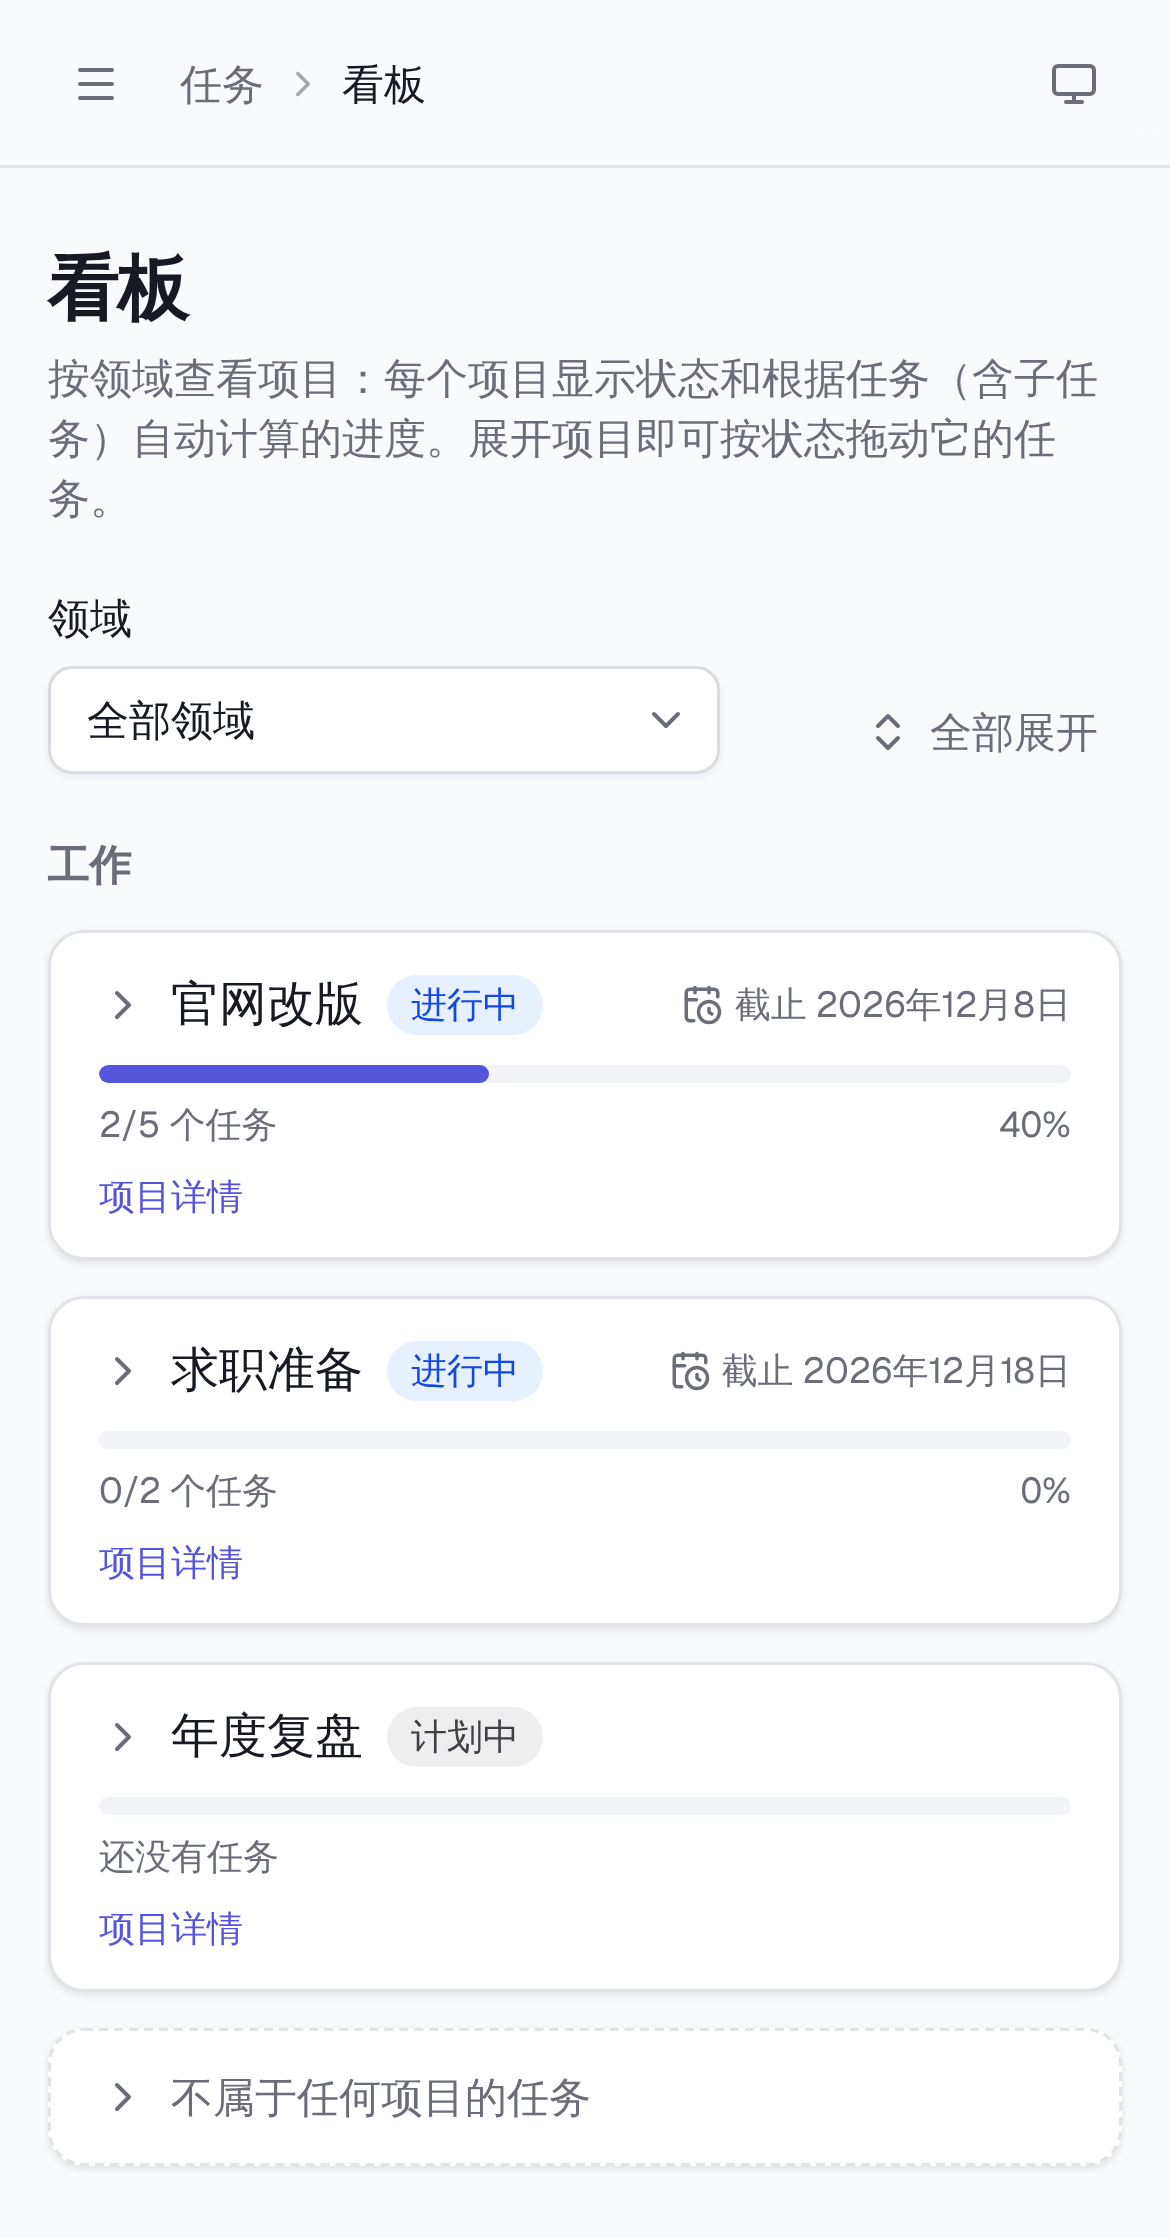 任务 看板
看板
按领域查看项目：每个项目显示状态和根据任务（含子任
务）自动计算的进度。展开项目即可按状态拖动它的任
务。
领域
全部领域
全部展开
工作
官网改版 进行中 截止 2026年12月8日
2/5 个任务 40%
项目详情
求职准备 进行中 截止 2026年12月18日
0/2 个任务 0%
项目详情
年度复盘 计划中
还没有任务
项目详情
不属于任何项目的任务